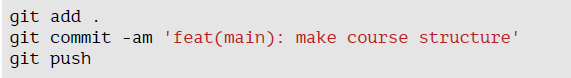 git add .
git commit -am 'feat(main): make course structure'
git push